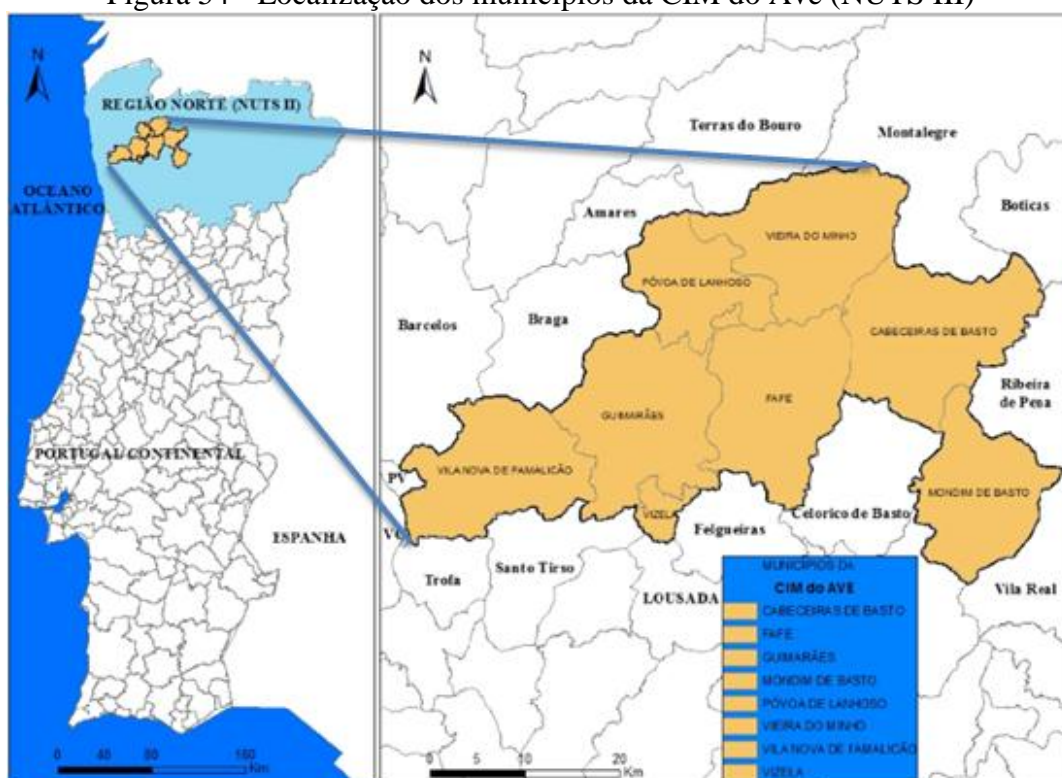 Figura 34 - Localização dos municípios da CIM do Ave (NUTS III)
N
REGIÃO NORTE (NUTS II)
OCEANO
ATLÂNTICO
PORTUGAL CONTINENTAL
ESPANHA
0 40 80 160
Km
N
Terras do Bouro
Montalegre
Boticas
Amares
VIEIRA DO MINHO
PÓVOA DE LANHOSO
Barcelos
Braga
CABECEIRAS DE BASTO
Ribeira
de Pena
GUIMARÃES
FAFE
PV
VILA NOVA DE FAMALICÃO
MONDIM DE BASTO
VC
VIZELA
Felgueiras
Celorico de Basto
Trofa
Santo Tirso
LOUSADA
Vila Real
MUNICÍPIOS DA
CIM do AVE
CABECEIRAS DE BASTO
FAFE
GUIMARÃES
MONDIM DE BASTO
PÓVOA DE LANHOSO
VIEIRA DO MINHO
VILA NOVA DE FAMALICÃO
VIZELA
0 10 20
Km